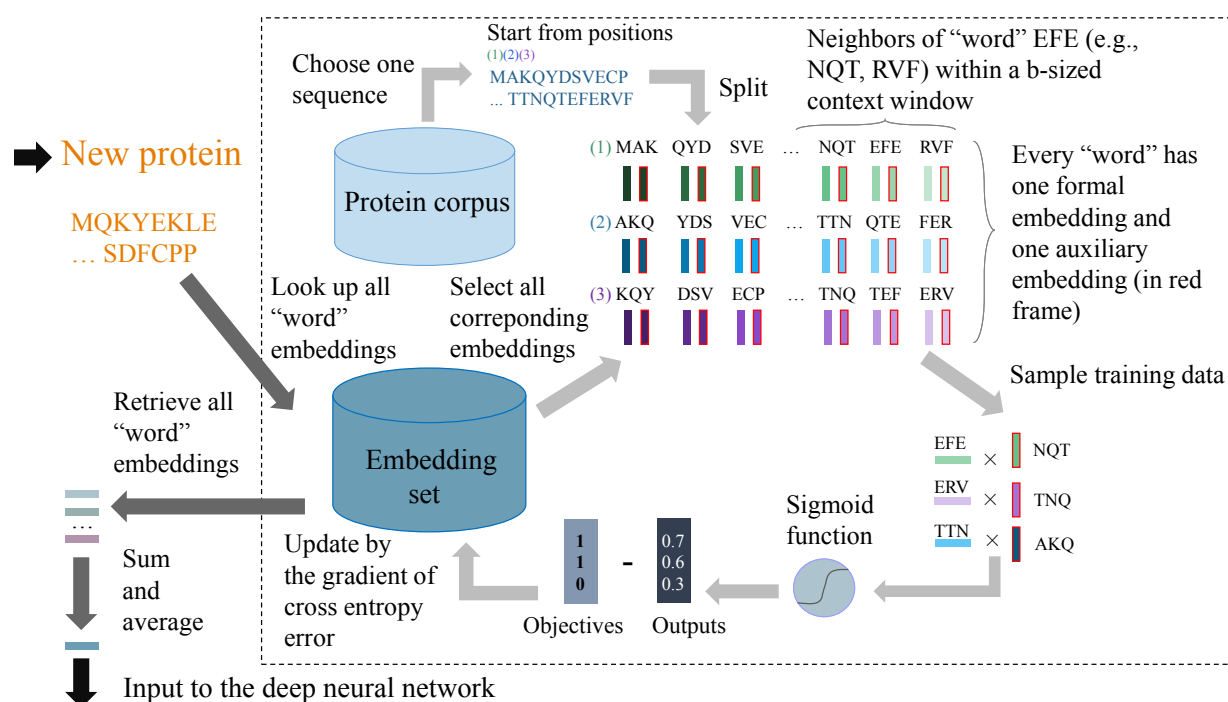 Start from positions
(1)(2)(3)
MAKQYDSVECP
... TTNQTEFERVF
Choose one
sequence
Split
Neighbors of “word” EFE (e.g.,
NQT, RVF) within a b-sized
context window
New protein
MQKYEKLE
... SDFCPP
Protein corpus
(1) MAK QYD SVE ... NQT EFE RVF
(2) AKQ YDS VEC ... TTN QTE FER
(3) KQY DSV ECP ... TNQ TEF ERV
Every “word” has
one formal
embedding and
one auxiliary
embedding (in red
frame)
Look up all
“word”
embeddings
Select all
correponding
embeddings
Sample training data
Retrieve all
“word”
embeddings
Embedding
set
EFE × NQT
ERV × TNQ
TTN × AKQ
Sigmoid
function
1 0.7
1 - 0.6
0 0.3
Objectives Outputs
Update by
the gradient of
cross entropy
error
...
Sum
and
average
Input to the deep neural network